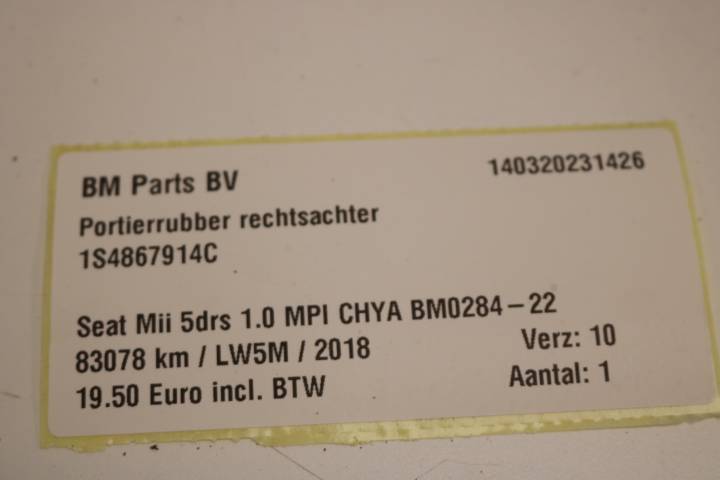 BM Parts BV 140320231426
Portierrubber rechtsachter
1S4867914C
Seat Mii 5drs 1.0 MPI CHYA BM0284-22
83078 km / LW5M / 2018 Verz: 10
19.50 Euro incl. BTW Aantal: 1